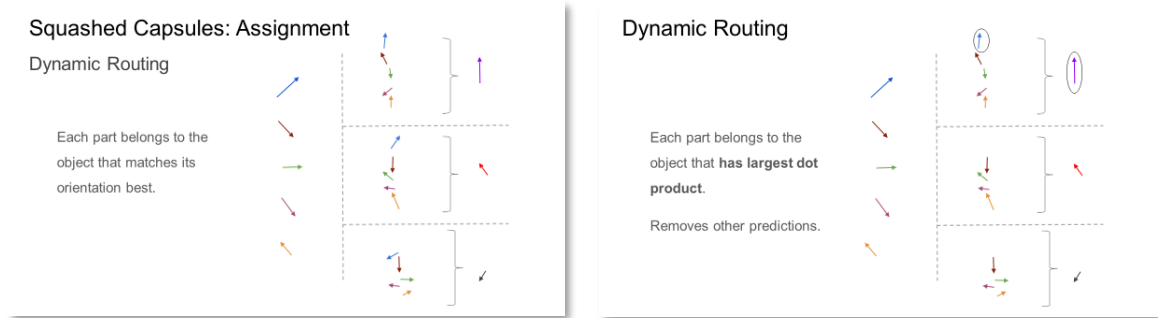 Squashed Capsules: Assignment
Dynamic Routing
Each part belongs to the
object that matches its
orientation best.
Dynamic Routing
Each part belongs to the
object that has largest dot
product.
Removes other predictions.